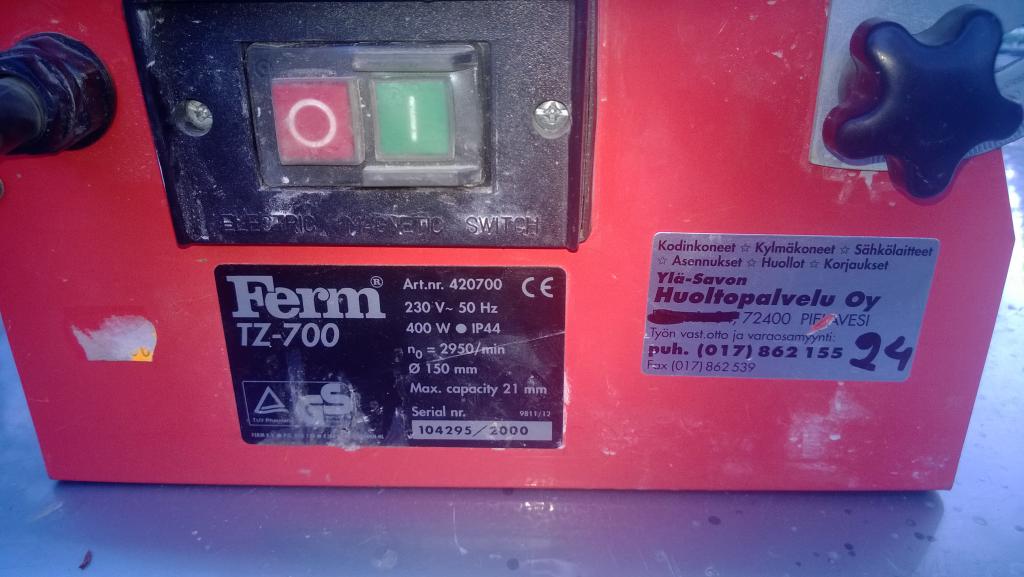 ELECTRIC MAGNETIC SWITCH
Ferm®
TZ-700
Art.nr. 420700 CE
230 V~ 50 Hz
400 W ● IP44
n₀ = 2950/min
Ø 150 mm
Max. capacity 21 mm
Serial nr. 9811/12
104295/2000
GS
Kodinkoneet ☆ Kylmäkoneet ☆ Sähkölaitteet
☆ Asennukset ☆ Huollot ☆ Korjaukset
Ylä-Savon
Huoltopalvelu Oy
, 72400 PIELAVESI
Työn vast.otto ja varaosamyynti:
puh. (017) 862 155
Fax (017) 862 539
24